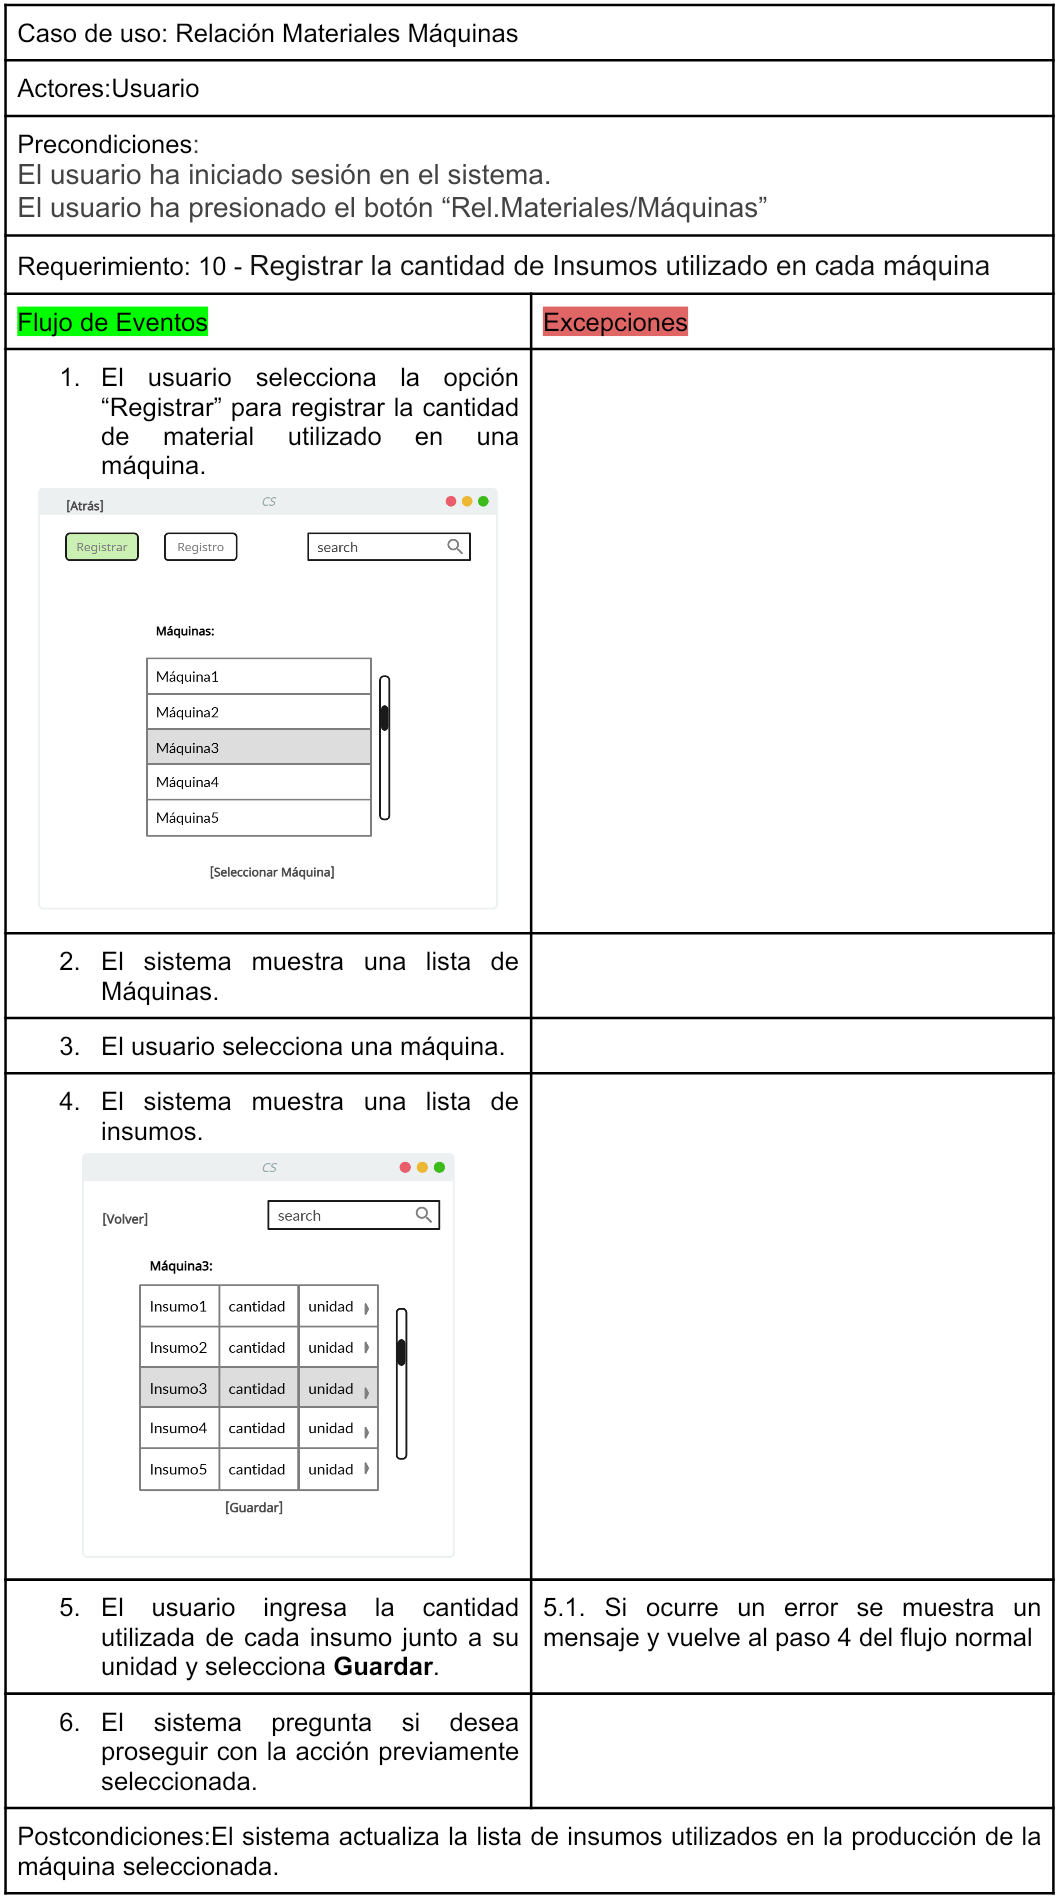 Caso de uso: Relación Materiales Máquinas
Actores:Usuario
Precondiciones:
El usuario ha iniciado sesión en el sistema.
El usuario ha presionado el botón “Rel.Materiales/Máquinas”
Requerimiento: 10 - Registrar la cantidad de Insumos utilizado en cada máquina
Flujo de Eventos
Excepciones
1. El usuario selecciona la opción
“Registrar” para registrar la cantidad
de material utilizado en una
máquina.
[Atrás]
CS
Registrar
Registro
search
Máquinas:
Máquina1
Máquina2
Máquina3
Máquina4
Máquina5
[Seleccionar Máquina]
2. El sistema muestra una lista de
Máquinas.
3. El usuario selecciona una máquina.
4. El sistema muestra una lista de
insumos.
CS
[Volver]
search
Máquina3:
Insumo1 cantidad unidad
Insumo2 cantidad unidad
Insumo3 cantidad unidad
Insumo4 cantidad unidad
Insumo5 cantidad unidad
[Guardar]
5. El usuario ingresa la cantidad
utilizada de cada insumo junto a su
unidad y selecciona Guardar.
5.1. Si ocurre un error se muestra un
mensaje y vuelve al paso 4 del flujo normal
6. El sistema pregunta si desea
proseguir con la acción previamente
seleccionada.
Postcondiciones:El sistema actualiza la lista de insumos utilizados en la producción de la
máquina seleccionada.